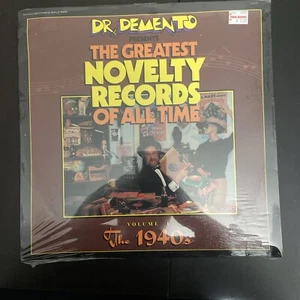 DR. DEMENTO
PRESENTS
THE GREATEST
NOVELTY
RECORDS
OF ALL TIME
VOLUME
The 1940s